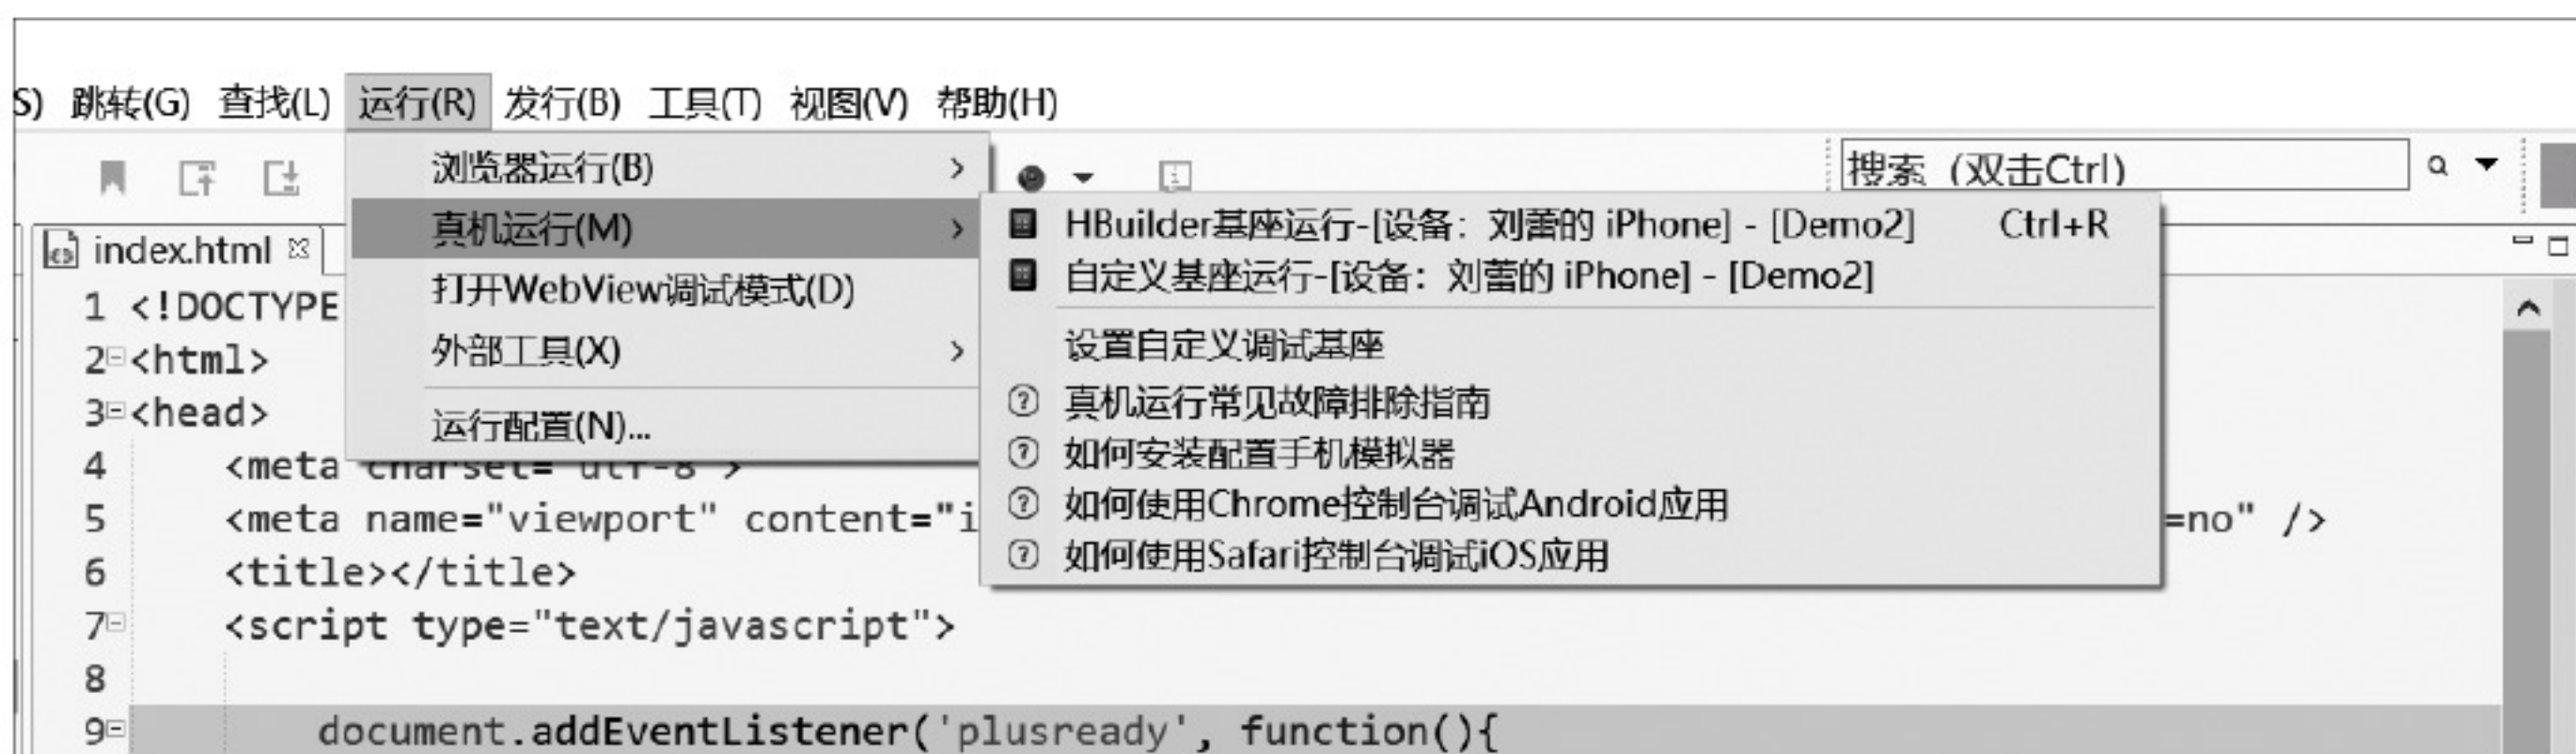 S) 跳转(G) 查找(L) 运行(R) 发行(B) 工具(T) 视图(V) 帮助(H)
浏览器运行(B)
真机运行(M)
打开WebView调试模式(D)
外部工具(X)
运行配置(N)...
搜索 (双击Ctrl)
HBuilder基座运行-[设备：刘蕾的 iPhone] - [Demo2] Ctrl+R
自定义基座运行-[设备：刘蕾的 iPhone] - [Demo2]
设置自定义调试基座
真机运行常见故障排除指南
如何安装配置手机模拟器
如何使用Chrome控制台调试Android应用
如何使用Safari控制台调试iOS应用
index.html
1 <!DOCTYPE
2 <html>
3 <head>
4 <meta charset="utf-8">
5 <meta name="viewport" content="i =no" />
6 <title></title>
7 <script type="text/javascript">
8
9 document.addEventListener('plusready', function(){